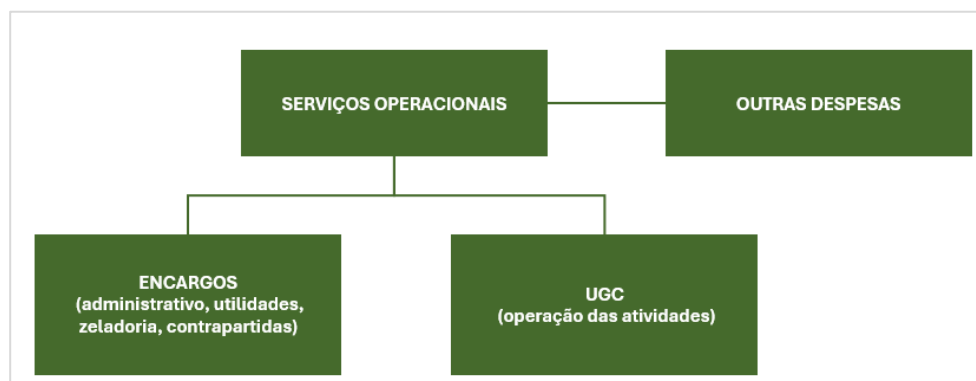 SERVIÇOS OPERACIONAIS
OUTRAS DESPESAS
ENCARGOS
(administrativo, utilidades,
zeladoria, contrapartidas)
UGC
(operação das atividades)